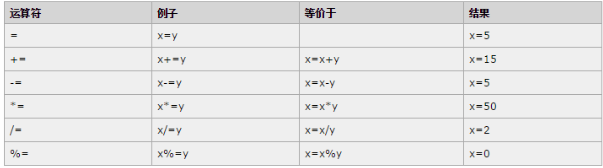 运算符 例子 等价于 结果
= x=y x=5
+= x+=y x=x+y x=15
-= x-=y x=x-y x=5
*= x*=y x=x*y x=50
/= x/=y x=x/y x=2
%= x%=y x=x%y x=0